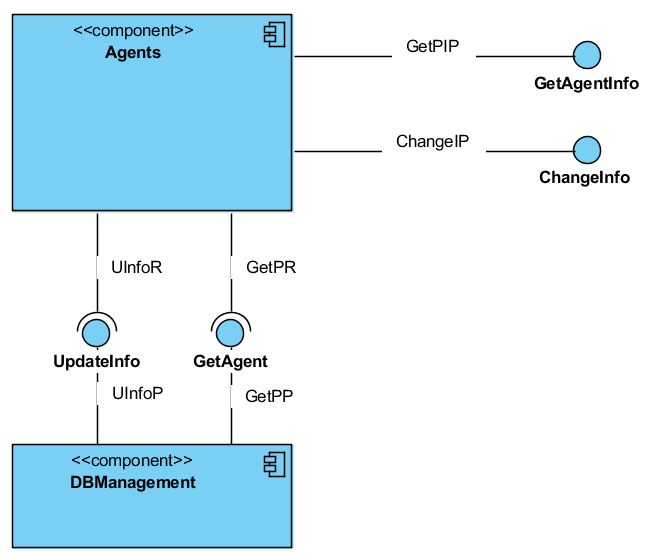 <<component>>
Agents
GetPIP
GetAgentInfo
ChangeIP
ChangeInfo
UInfoR
GetPR
UpdateInfo
GetAgent
UInfoP
GetPP
<<component>>
DBManagement